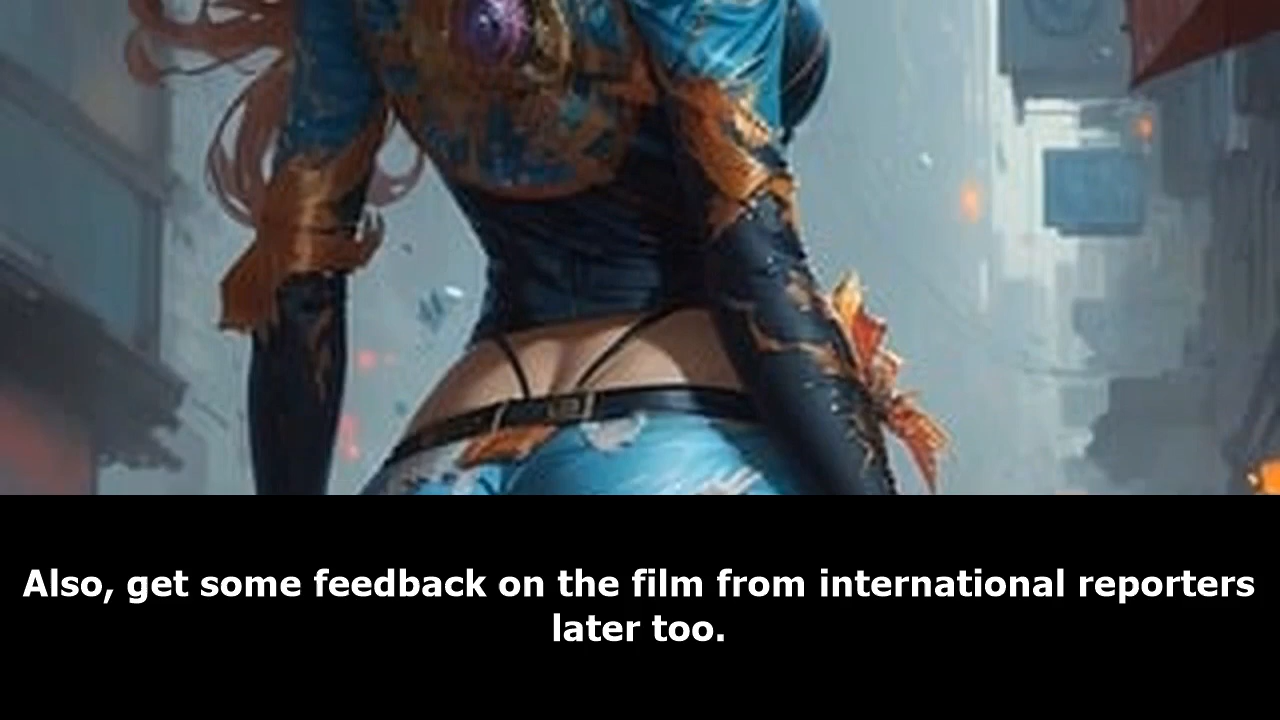 Also, get some feedback on the film from international reporters
later too.